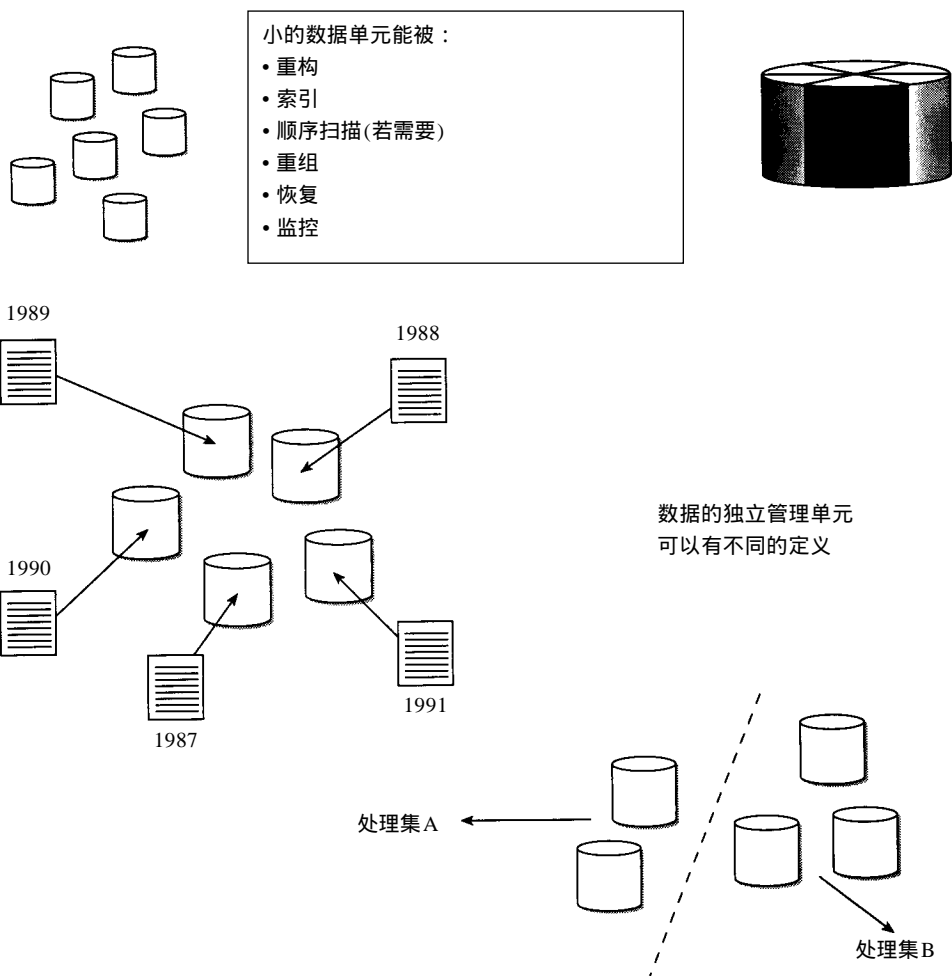 小的数据单元能被：
• 重构
• 索引
• 顺序扫描(若需要)
• 重组
• 恢复
• 监控
1989
1988
数据的独立管理单元
可以有不同的定义
1990
1991
1987
处理集A
处理集B